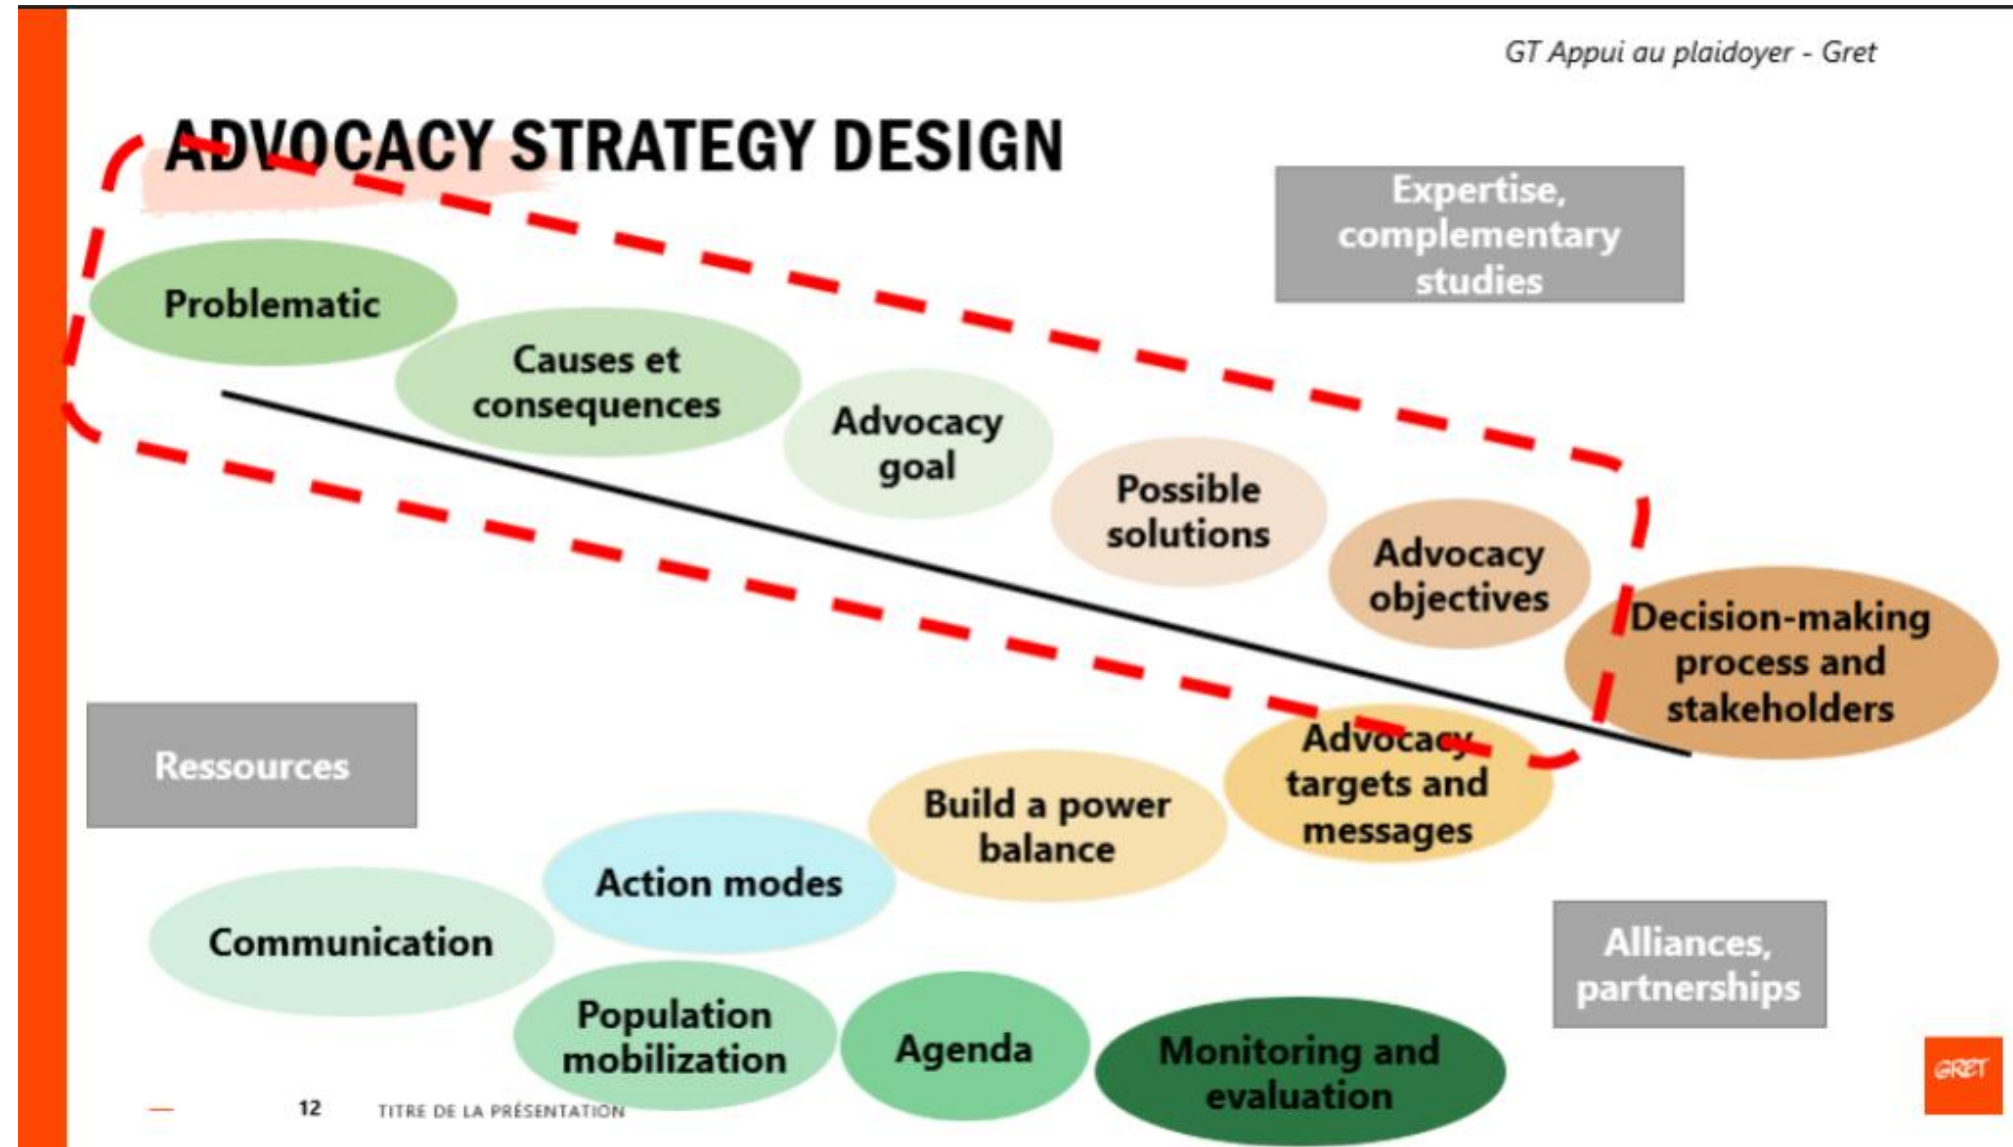 GT Appui au plaidoyer - Gret
ADVOCACY STRATEGY DESIGN
Expertise,
complementary
studies
Problematic
Causes et
consequences
Advocacy
goal
Possible
solutions
Advocacy
objectives
Decision-making
process and
stakeholders
Ressources
Advocacy
targets and
messages
Build a power
balance
Action modes
Communication
Population
mobilization
Agenda
Monitoring and
evaluation
Alliances,
partnerships
GRET
12
TITRE DE LA PRÉSENTATION